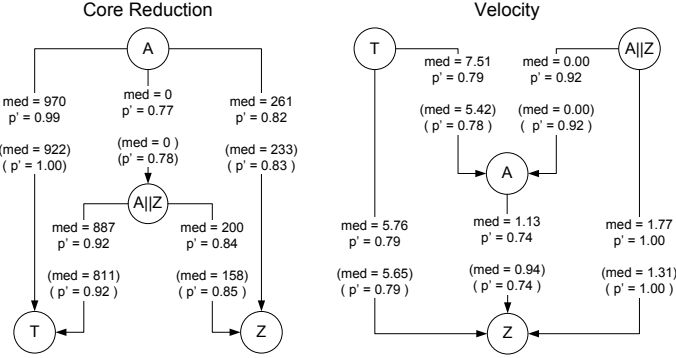 Core Reduction
A
med = 970
p' = 0.99
(med = 922)
( p' = 1.00)
med = 0
p' = 0.77
(med = 0 )
(p' = 0.78)
med = 261
p' = 0.82
(med = 233)
( p' = 0.83 )
A||Z
med = 887
p' = 0.92
(med = 811)
( p' = 0.92 )
med = 200
p' = 0.84
(med = 158)
( p' = 0.85 )
T
Z
Velocity
T
A||Z
med = 7.51
p' = 0.79
(med = 5.42)
( p' = 0.78 )
med = 0.00
p' = 0.92
(med = 0.00)
( p' = 0.92 )
A
med = 5.76
p' = 0.79
(med = 5.65)
( p' = 0.79 )
med = 1.13
p' = 0.74
(med = 0.94)
( p' = 0.74 )
med = 1.77
p' = 1.00
(med = 1.31)
( p' = 1.00 )
Z